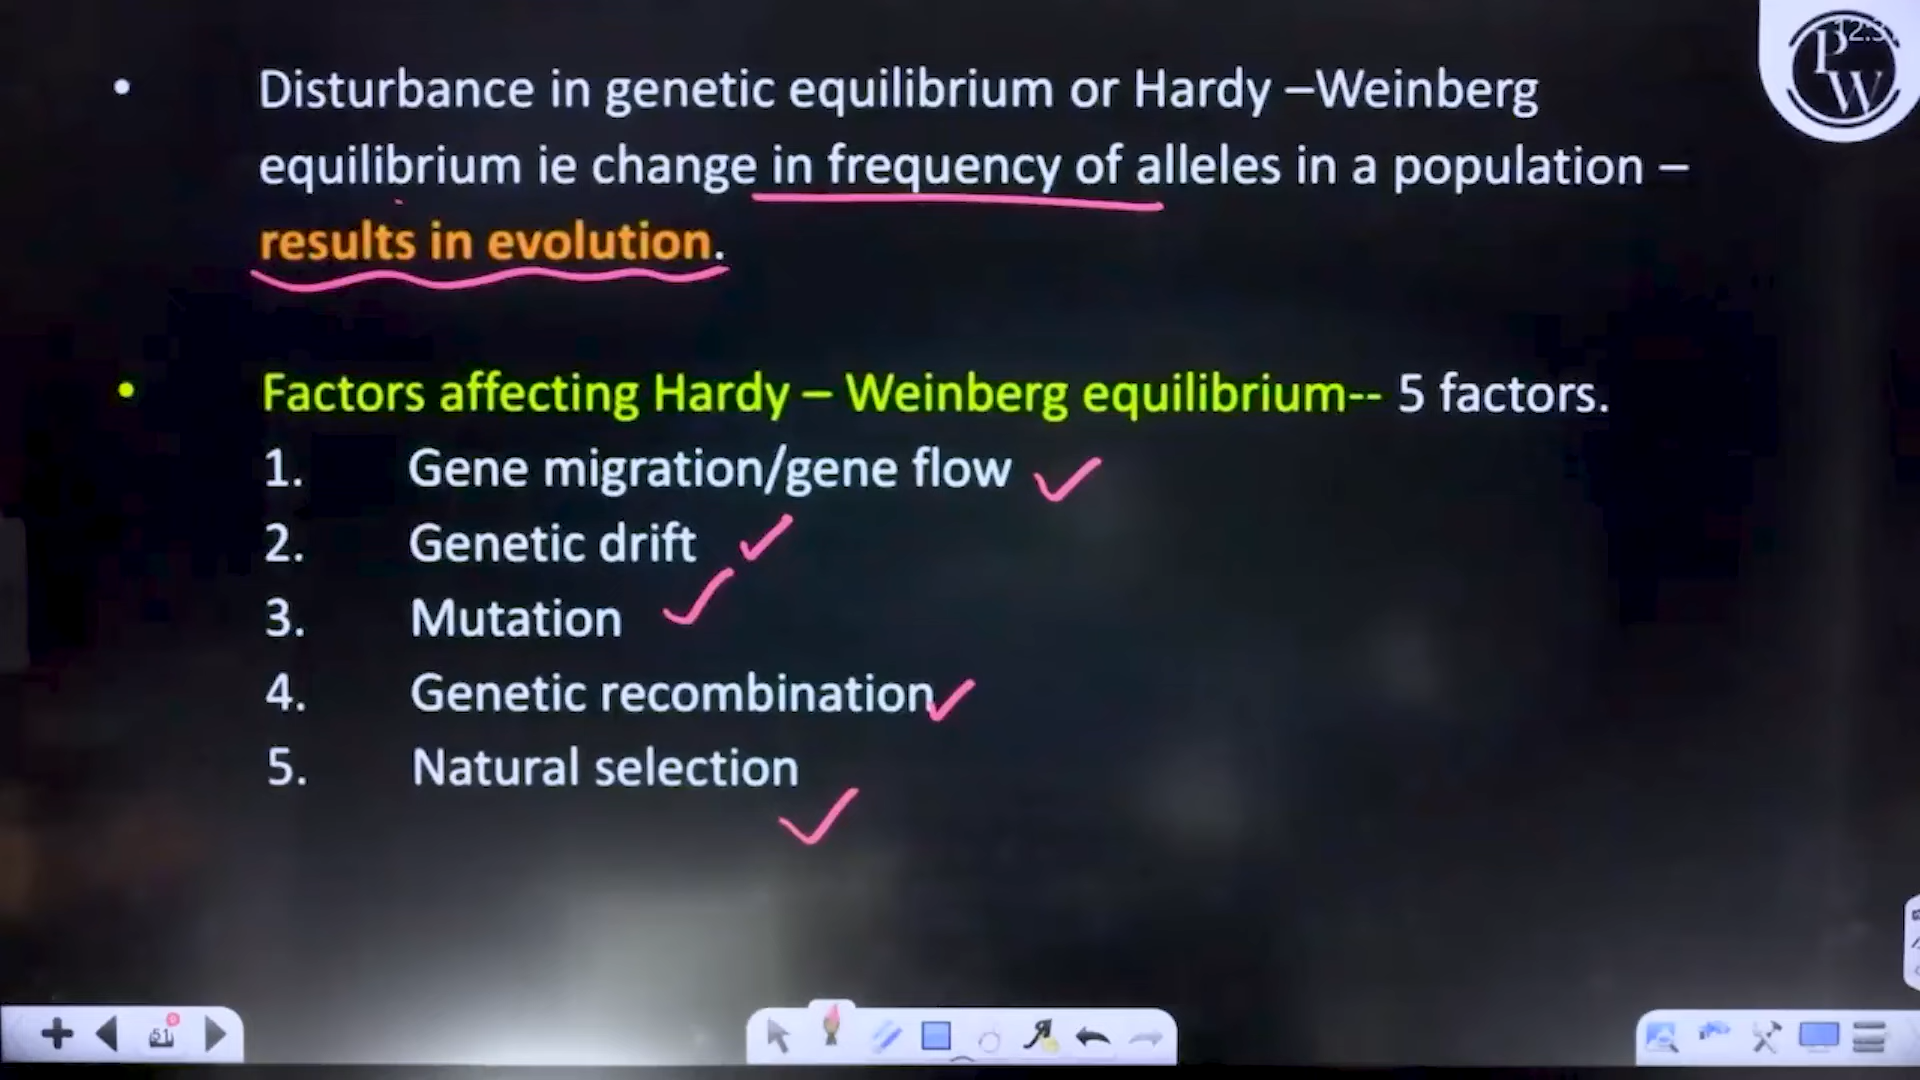 • Disturbance in genetic equilibrium or Hardy –Weinberg
equilibrium ie change in frequency of alleles in a population –
results in evolution.
• Factors affecting Hardy – Weinberg equilibrium-- 5 factors.
1. Gene migration/gene flow
2. Genetic drift
3. Mutation
4. Genetic recombination
5. Natural selection
PW
51